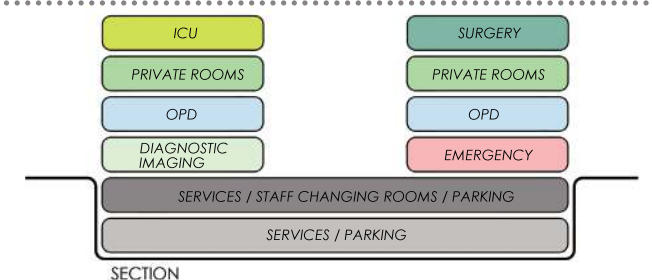 ICU
SURGERY
PRIVATE ROOMS
PRIVATE ROOMS
OPD
OPD
DIAGNOSTIC
IMAGING
EMERGENCY
SERVICES / STAFF CHANGING ROOMS / PARKING
SERVICES / PARKING
SECTION